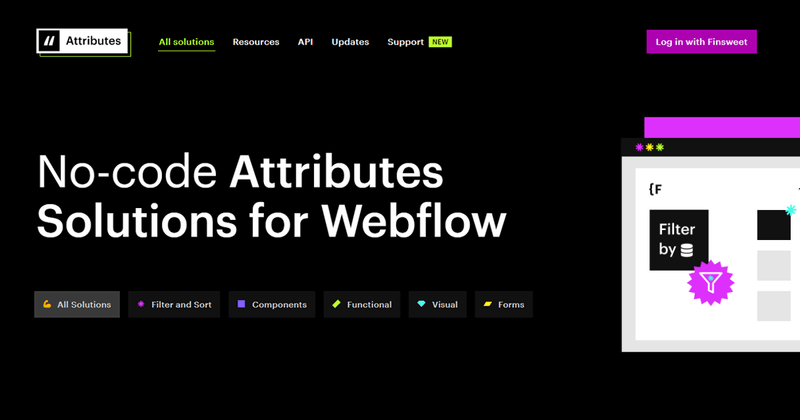 Attributes
All solutions
Resources
API
Updates
Support NEW
Log in with Finsweet
No-code Attributes
Solutions for Webflow
All Solutions
Filter and Sort
Components
Functional
Visual
Forms
{F
Filter
by